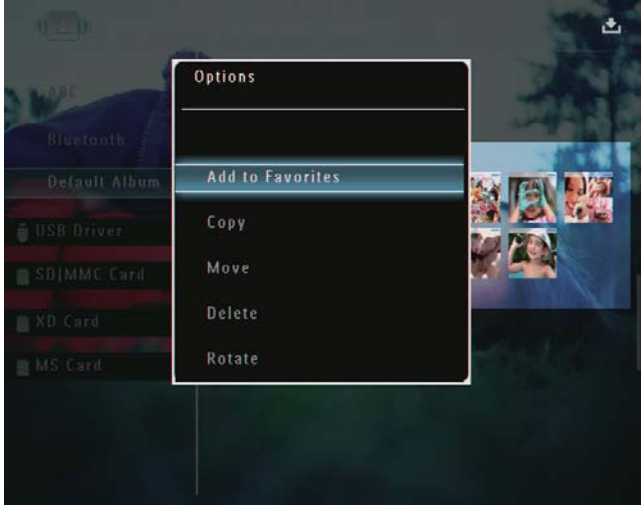 Options
ABC
Bluetooth
Default Album
USB Driver
SD|MMC Card
XD Card
MS Card
Add to Favorites
Copy
Move
Delete
Rotate